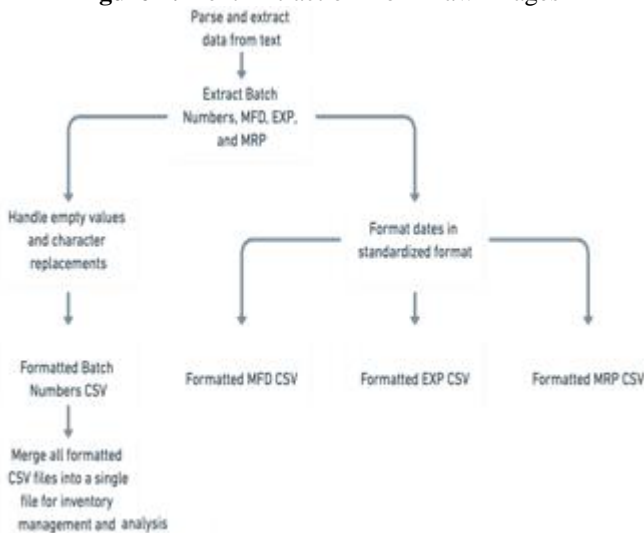 Parse and extract
data from text
Extract Batch
Numbers, MFD, EXP,
and MRP
Handle empty values
and character
replacements
Format dates in
standardized format
Formatted Batch
Numbers CSV
Formatted MFD CSV
Formatted EXP CSV
Formatted MRP CSV
Merge all formatted
CSV files into a single
file for inventory
management and analysis